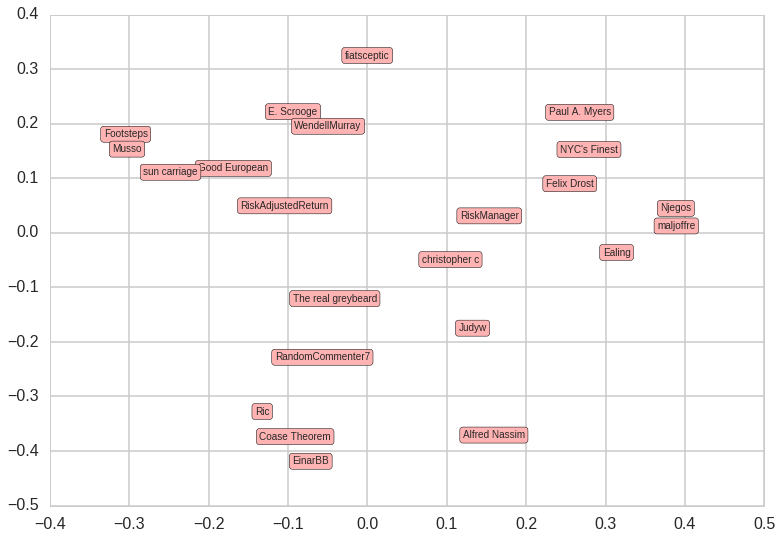 0.4
fiatsceptic
0.3
E. Scrooge
Paul A. Myers
0.2
WendellMurray
Footsteps
Musso
NYC's Finest
sun carriage
Good European
0.1
Felix Drost
RiskAdjustedReturn
Njegos
RiskManager
maljoffre
0.0
Ealing
christopher c
−0.1
The real greybeard
Judyw
−0.2
RandomCommenter7
−0.3
Ric
Coase Theorem
Alfred Nassim
−0.4
EinarBB
−0.5
−0.4 −0.3 −0.2 −0.1 0.0 0.1 0.2 0.3 0.4 0.5